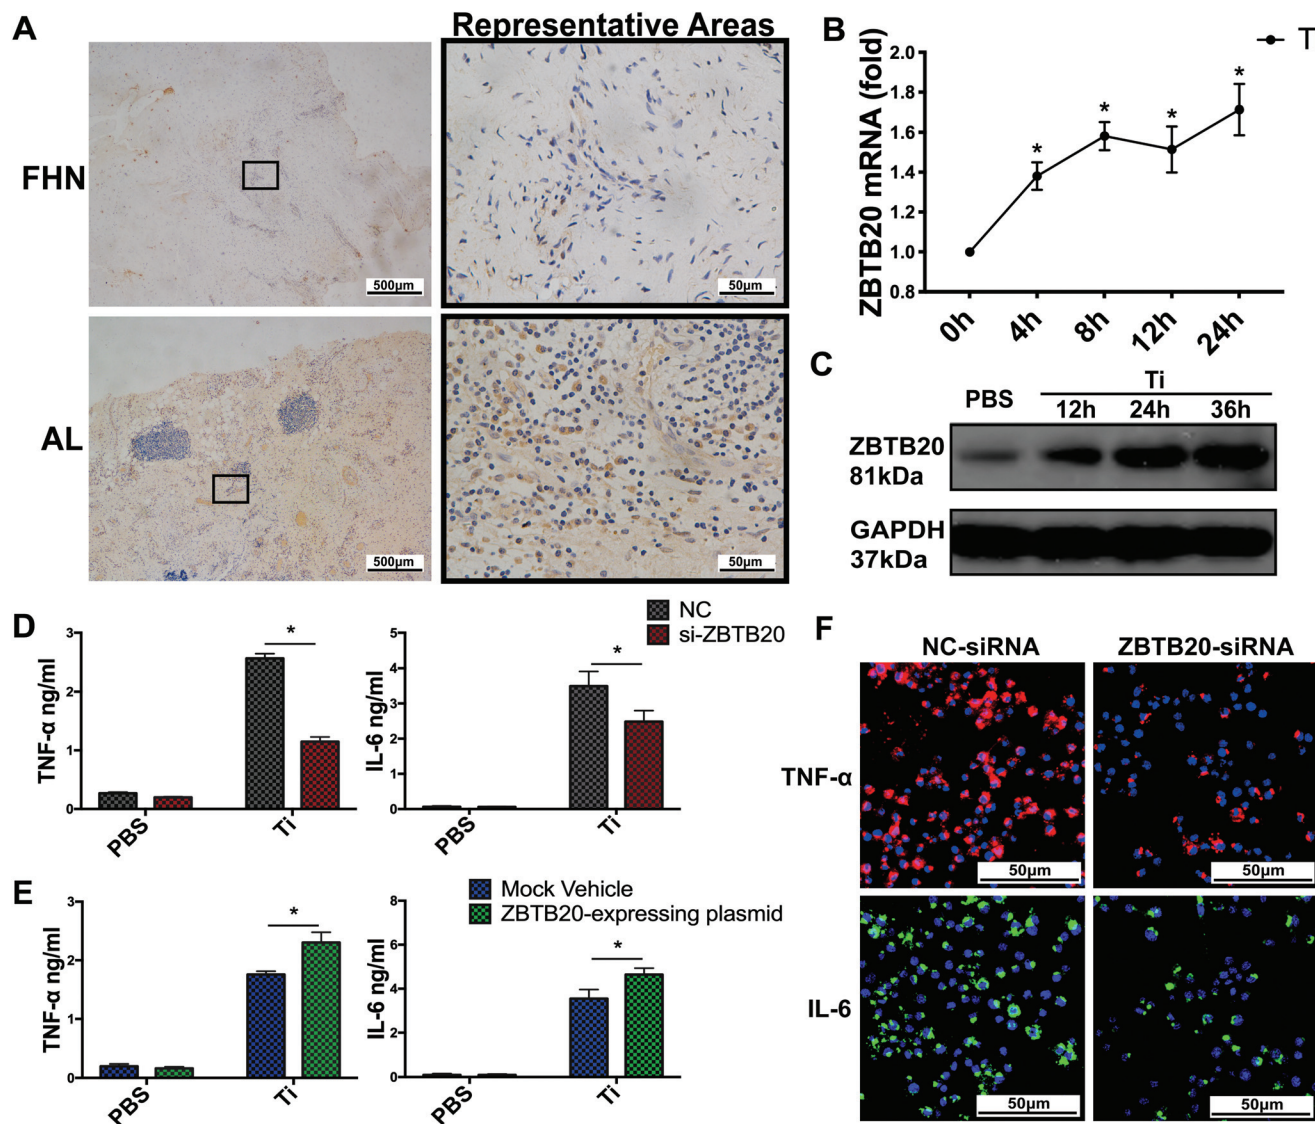 A
Representative Areas
FHN
500μm
50μm
AL
500μm
50μm
B
ZBTB20 mRNA (fold)
2.0
1.8
1.6
1.4
1.2
1.0
0.8
* * * *
0h 4h 8h 12h 24h
T
C
PBS
Ti
12h 24h 36h
ZBTB20
81kDa
GAPDH
37kDa
D
NC
si-ZBTB20
TNF-α ng/ml
3
2
1
0
*
PBS Ti
IL-6 ng/ml
5
4
3
2
1
0
*
PBS Ti
E
Mock Vehicle
ZBTB20-expressing plasmid
TNF-α ng/ml
3
2
1
0
*
PBS Ti
IL-6 ng/ml
8
6
4
2
0
*
PBS Ti
F
NC-siRNA ZBTB20-siRNA
TNF-α
50μm 50μm
IL-6
50μm 50μm